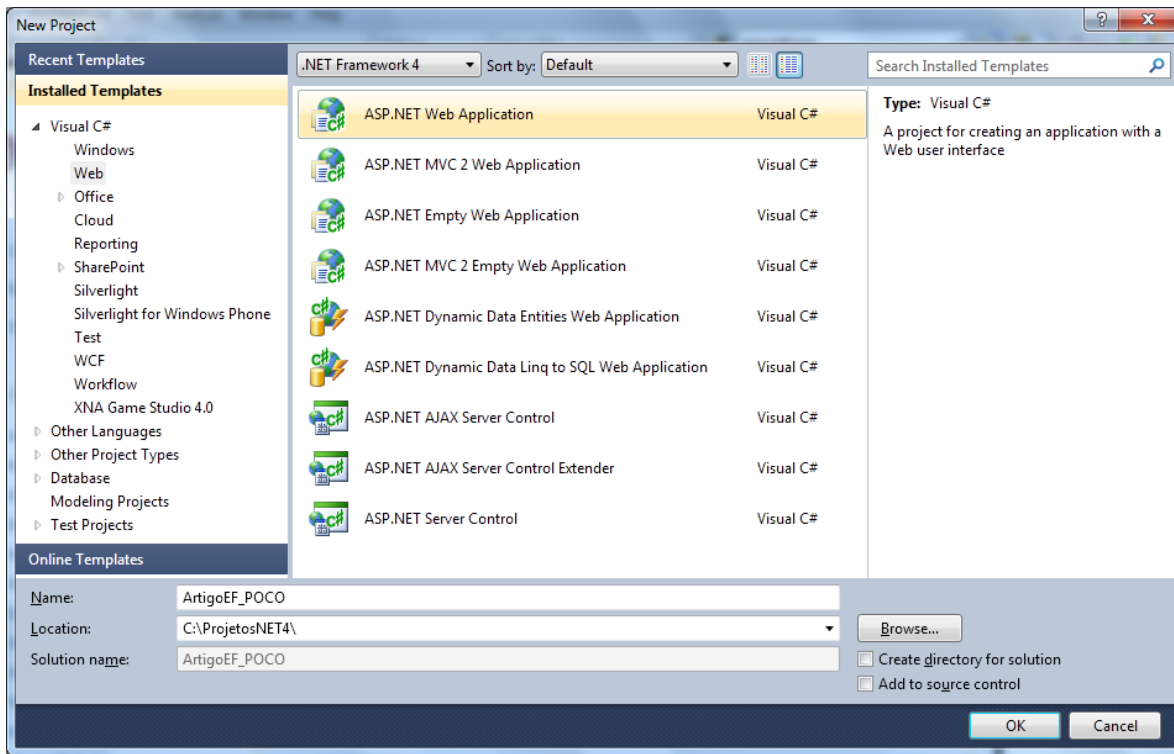 New Project
Recent Templates
Installed Templates
Visual C#
Windows
Web
Office
Cloud
Reporting
SharePoint
Silverlight
Silverlight for Windows Phone
Test
WCF
Workflow
XNA Game Studio 4.0
Other Languages
Other Project Types
Database
Modeling Projects
Test Projects
Online Templates
.NET Framework 4 Sort by: Default
ASP.NET Web Application Visual C#
ASP.NET MVC 2 Web Application Visual C#
ASP.NET Empty Web Application Visual C#
ASP.NET MVC 2 Empty Web Application Visual C#
ASP.NET Dynamic Data Entities Web Application Visual C#
ASP.NET Dynamic Data Linq to SQL Web Application Visual C#
ASP.NET AJAX Server Control Visual C#
ASP.NET AJAX Server Control Extender Visual C#
ASP.NET Server Control Visual C#
Search Installed Templates
Type: Visual C#
A project for creating an application with a
Web user interface
Name: ArtigoEF_POCO
Location: C:\ProjetosNET4\ Browse...
Solution name: ArtigoEF_POCO
Create directory for solution
Add to source control
OK Cancel